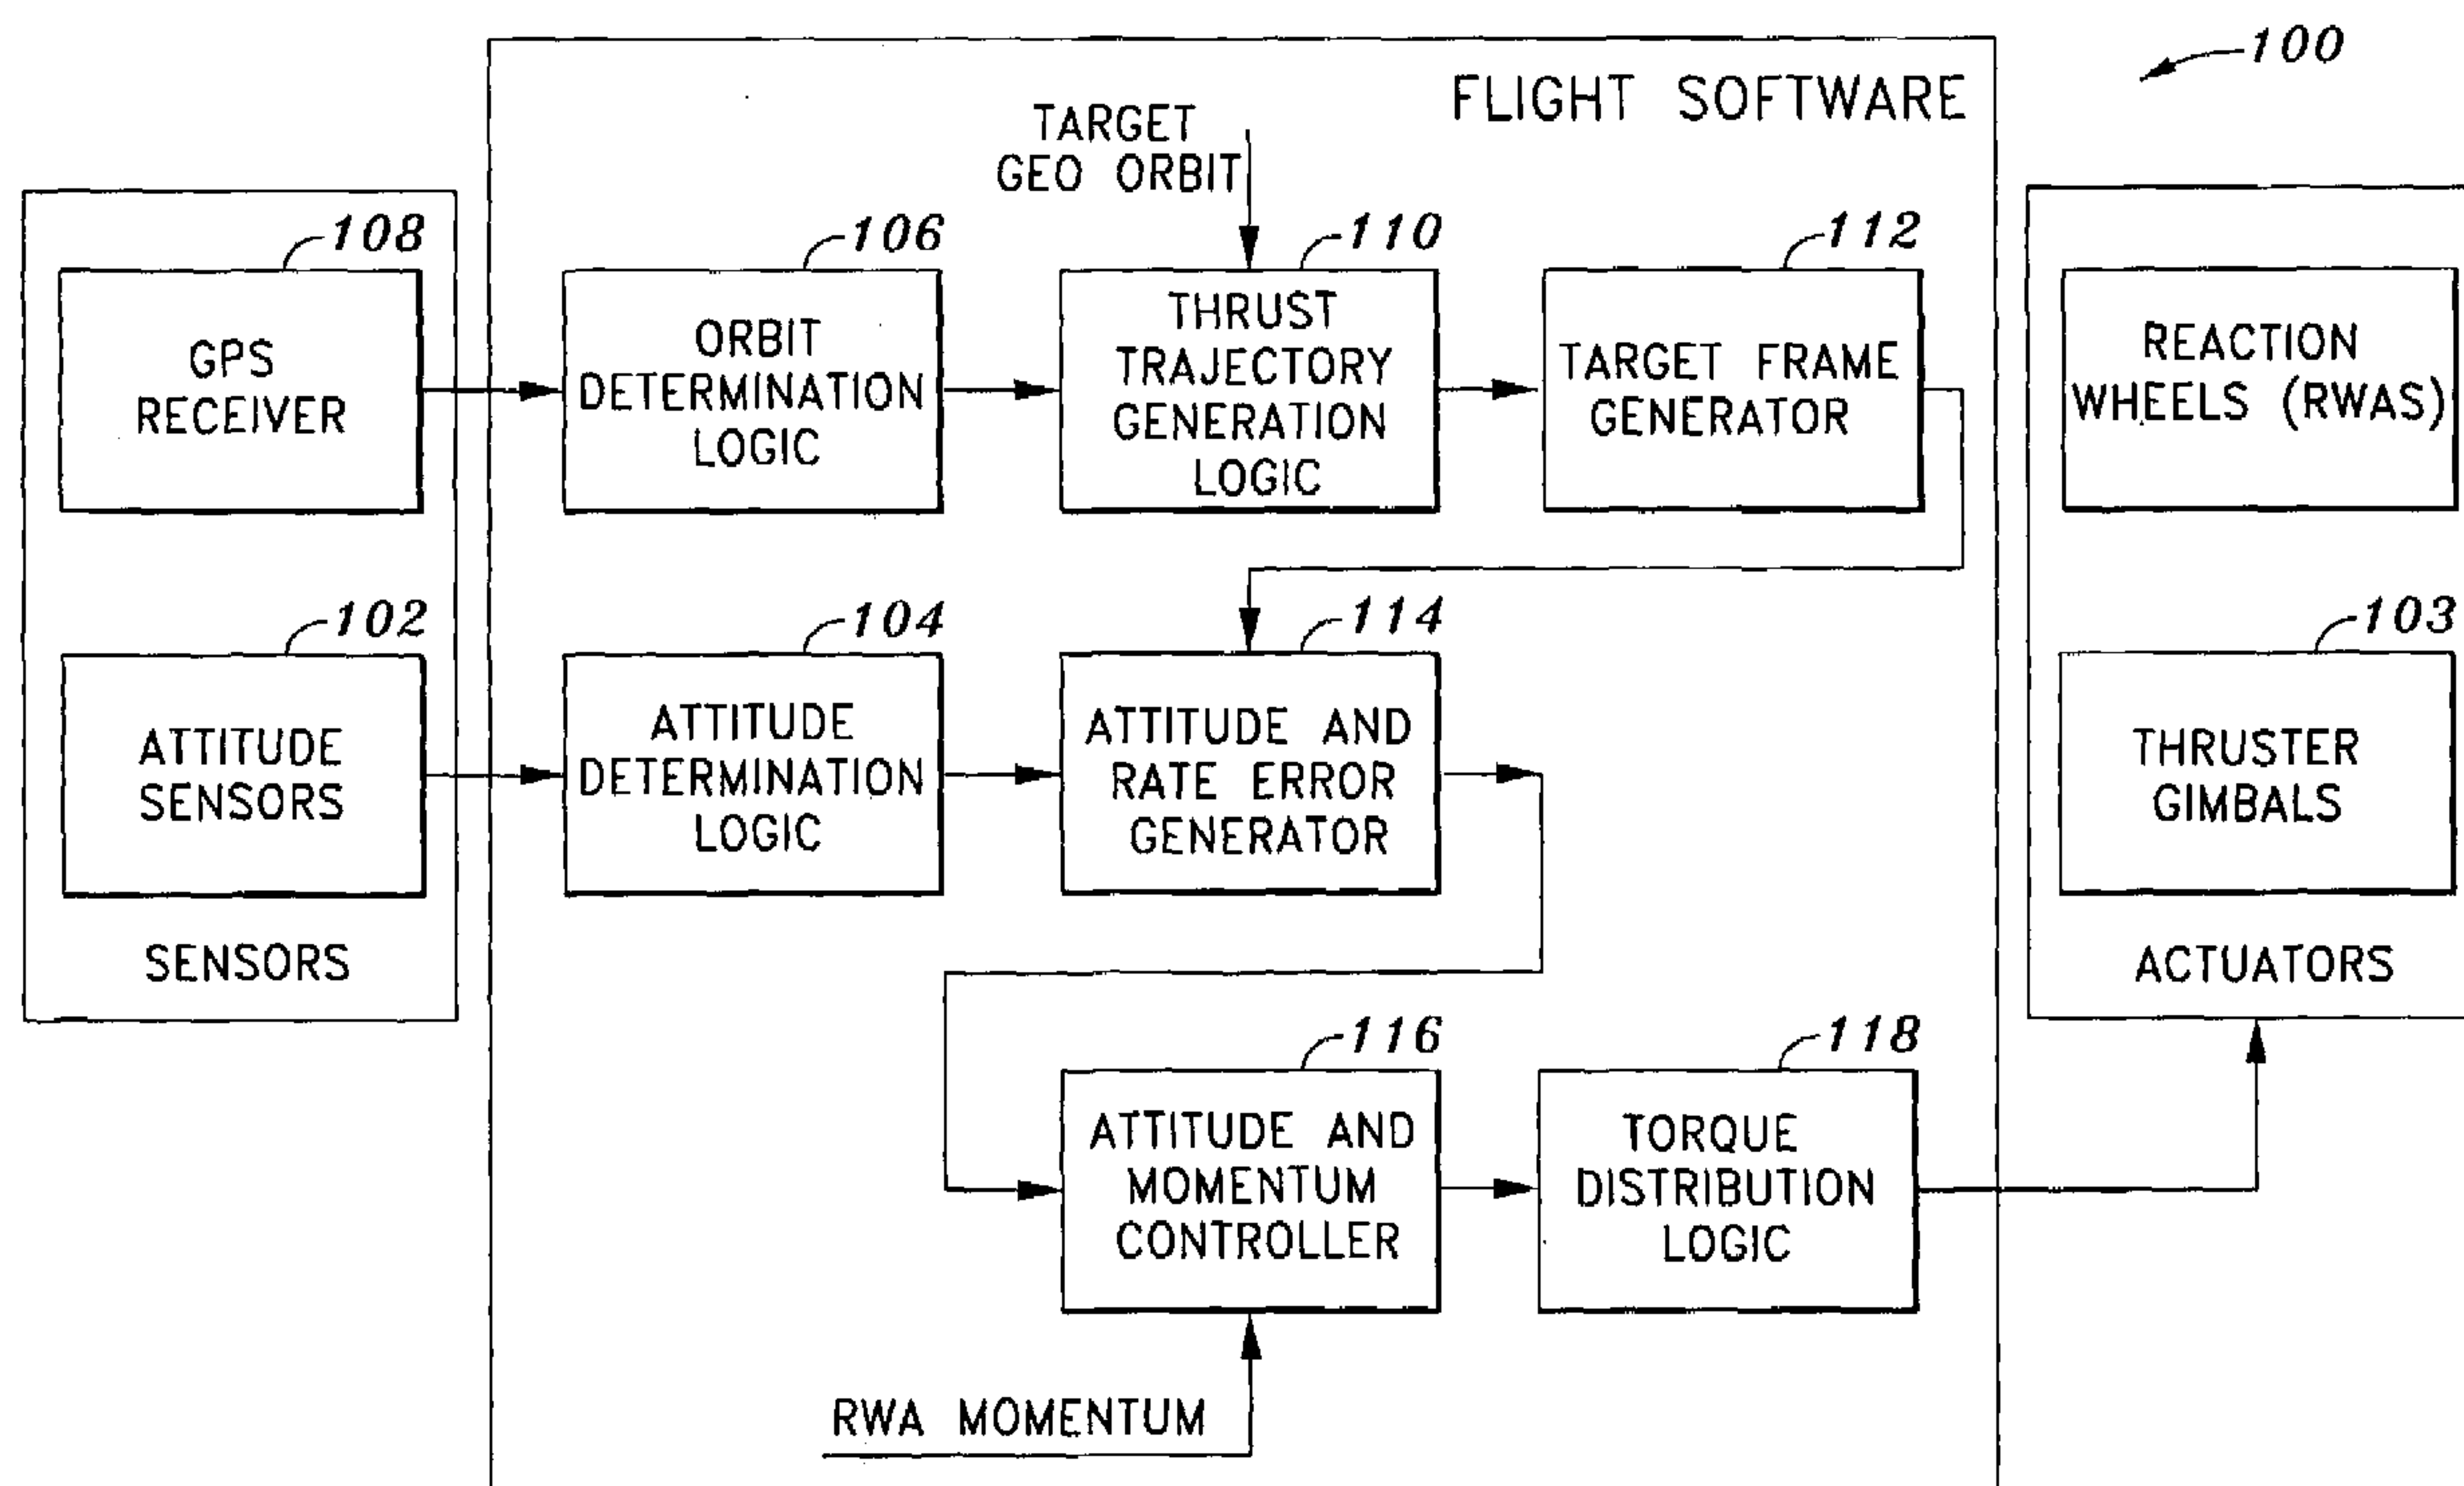 100
FLIGHT SOFTWARE
TARGET
GEO ORBIT
108
GPS
RECEIVER
106
ORBIT
DETERMINATION
LOGIC
110
THRUST
TRAJECTORY
GENERATION
LOGIC
112
TARGET FRAME
GENERATOR
REACTION
WHEELS (RWAS)
102
ATTITUDE
SENSORS
SENSORS
104
ATTITUDE
DETERMINATION
LOGIC
114
ATTITUDE AND
RATE ERROR
GENERATOR
103
THRUSTER
GIMBALS
ACTUATORS
116
ATTITUDE AND
MOMENTUM
CONTROLLER
118
TORQUE
DISTRIBUTION
LOGIC
RWA MOMENTUM